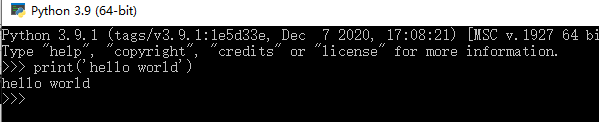 Python 3.9 (64-bit)
Python 3.9.1 (tags/v3.9.1:1e5d33e, Dec  7 2020, 17:08:21) [MSC v.1927 64 bi
Type "help", "copyright", "credits" or "license" for more information.
>>> print('hello world')
hello world
>>>